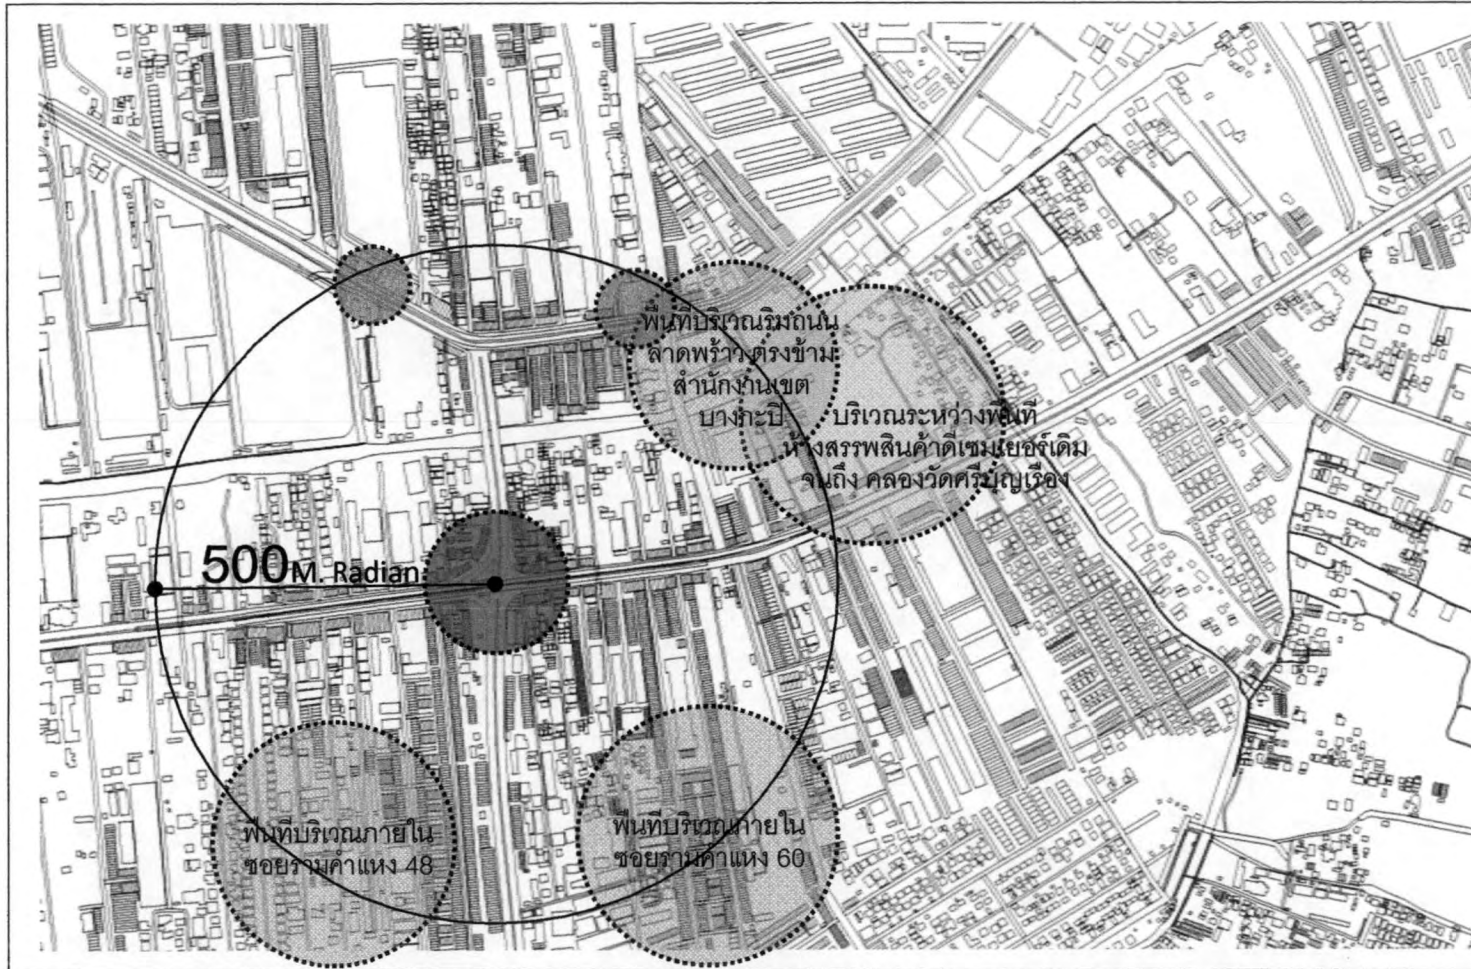 พื้นที่บริเวณริมถนน
ลาดพร้าว ตรงข้าม
สำนักงานเขต
บางกะปิ
บริเวณระหว่างพื้นที่
ห้างสรรพสินค้าดิเซมเยอร์เดิม
จนถึง คลองวัดศรีบุญเรือง
500 M. Radian
พื้นที่บริเวณภายใน
ซอยรามคำแหง 48
พื้นที่บริเวณภายใน
ซอยรามคำแหง 60